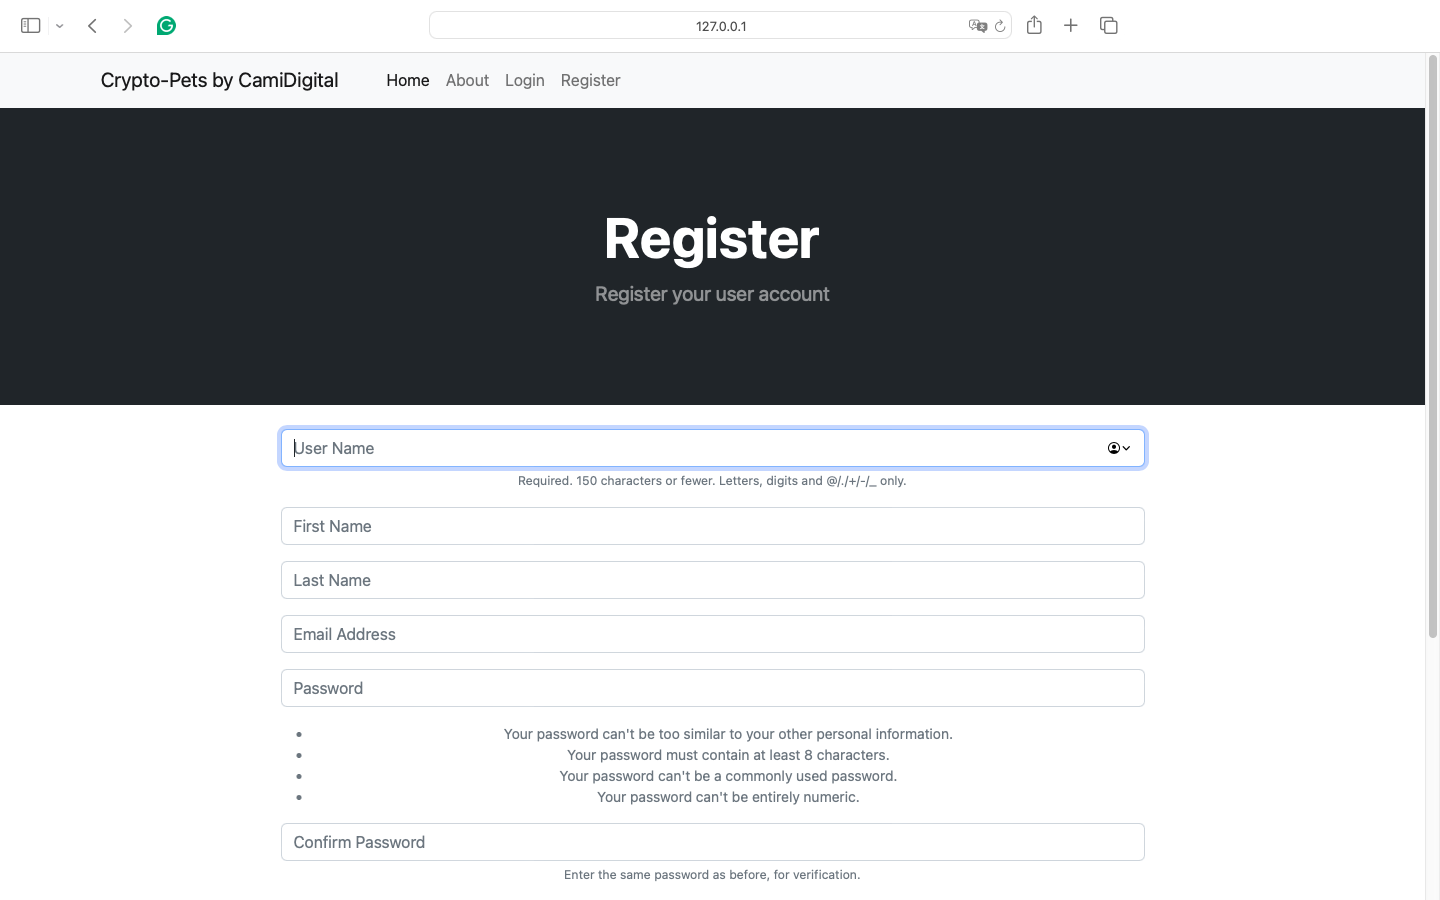 127.0.0.1
Crypto-Pets by CamiDigital Home About Login Register
Register
Register your user account
User Name
Required. 150 characters or fewer. Letters, digits and @/./+/-/_ only.
First Name
Last Name
Email Address
Password
• Your password can't be too similar to your other personal information.
• Your password must contain at least 8 characters.
• Your password can't be a commonly used password.
• Your password can't be entirely numeric.
Confirm Password
Enter the same password as before, for verification.